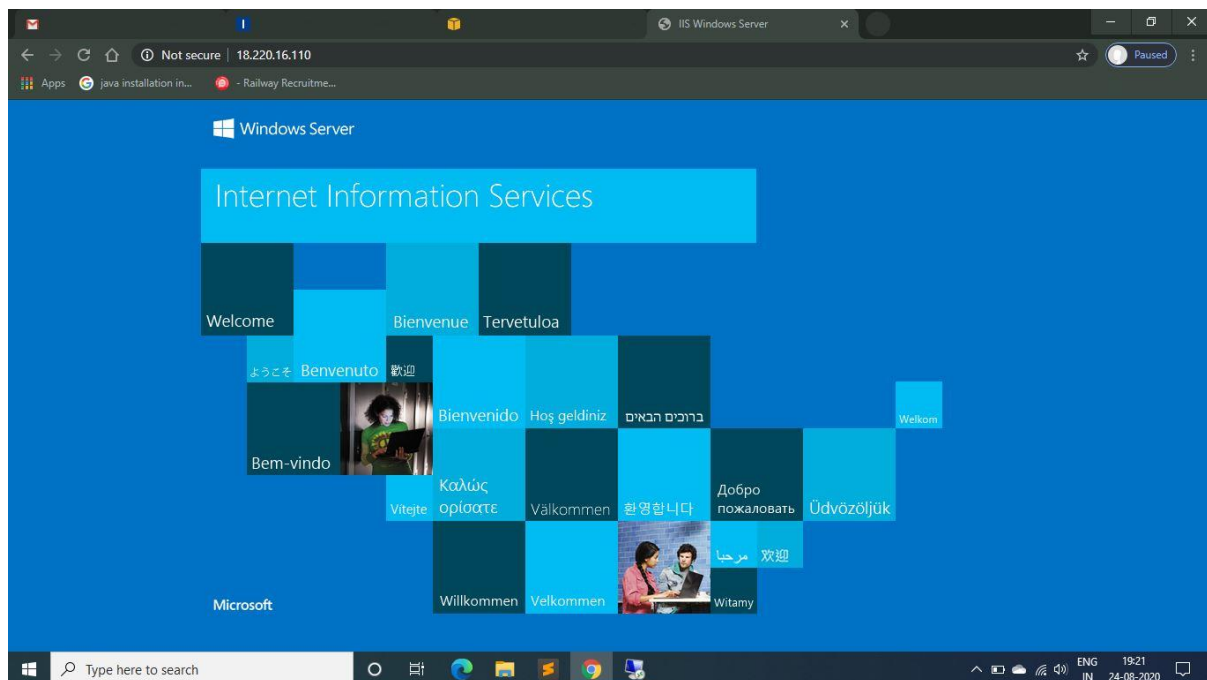 I
IIS Windows Server
Not secure
18.220.16.110
Paused
Apps
java installation in...
- Railway Recruitme...
Windows Server
Internet Information Services
Welcome
Bienvenue
Tervetuloa
ようこそ
Benvenuto
歡迎
Bienvenido
Hoş geldiniz
ברוכים הבאים
Welkom
Bem-vindo
Vítejte
Καλώς
ορίσατε
Välkommen
환영합니다
Добро
пожаловать
Üdvözöljük
مرحبا
欢迎
Willkommen
Velkommen
Witamy
Microsoft
Type here to search
ENG
IN
19:21
24-08-2020